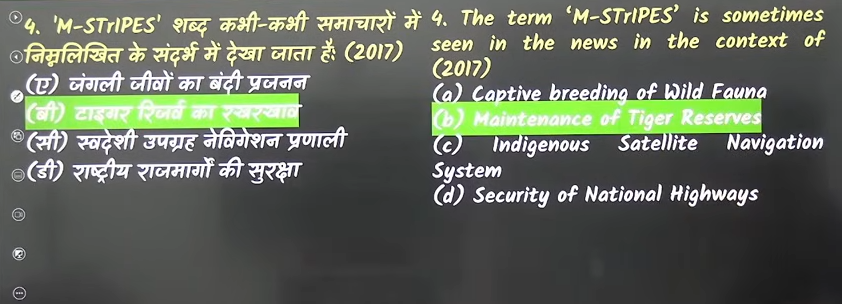 4. 'M-STrIPES' शब्द कभी-कभी समाचारों में
निम्नलिखित के संदर्भ में देखा जाता है: (2017)
(ए) जंगली जीवों का बंदी प्रजनन
(बी) टाइगर रिजर्व का रखरखाव
(सी) स्वदेशी उपग्रह नेविगेशन प्रणाली
(डी) राष्ट्रीय राजमार्गों की सुरक्षा
4. The term 'M-STrIPES' is sometimes
seen in the news in the context of
(2017)
(a) Captive breeding of Wild Fauna
(b) Maintenance of Tiger Reserves
(c) Indigenous Satellite Navigation
System
(d) Security of National Highways